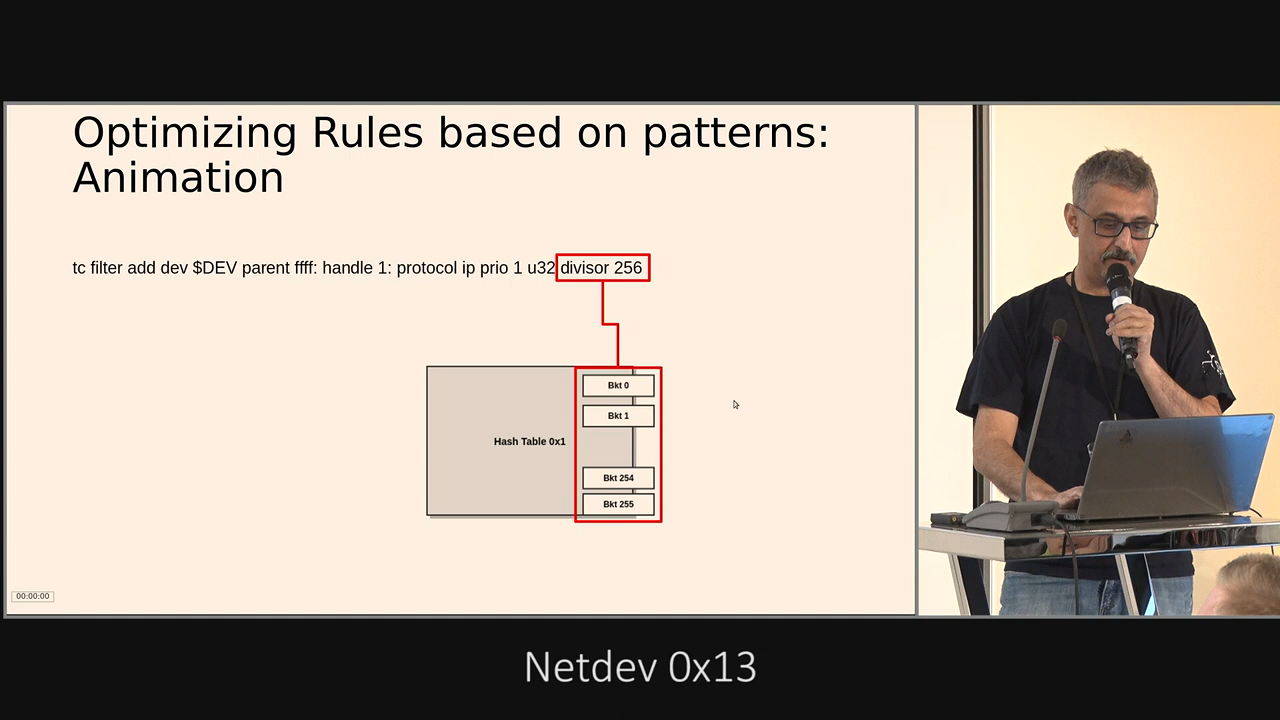 Optimizing Rules based on patterns:
Animation
tc filter add dev $DEV parent ffff: handle 1: protocol ip prio 1 u32 divisor 256
Bkt 0
Bkt 1
Hash Table 0x1
Bkt 254
Bkt 255
00:00:00
Netdev 0x13